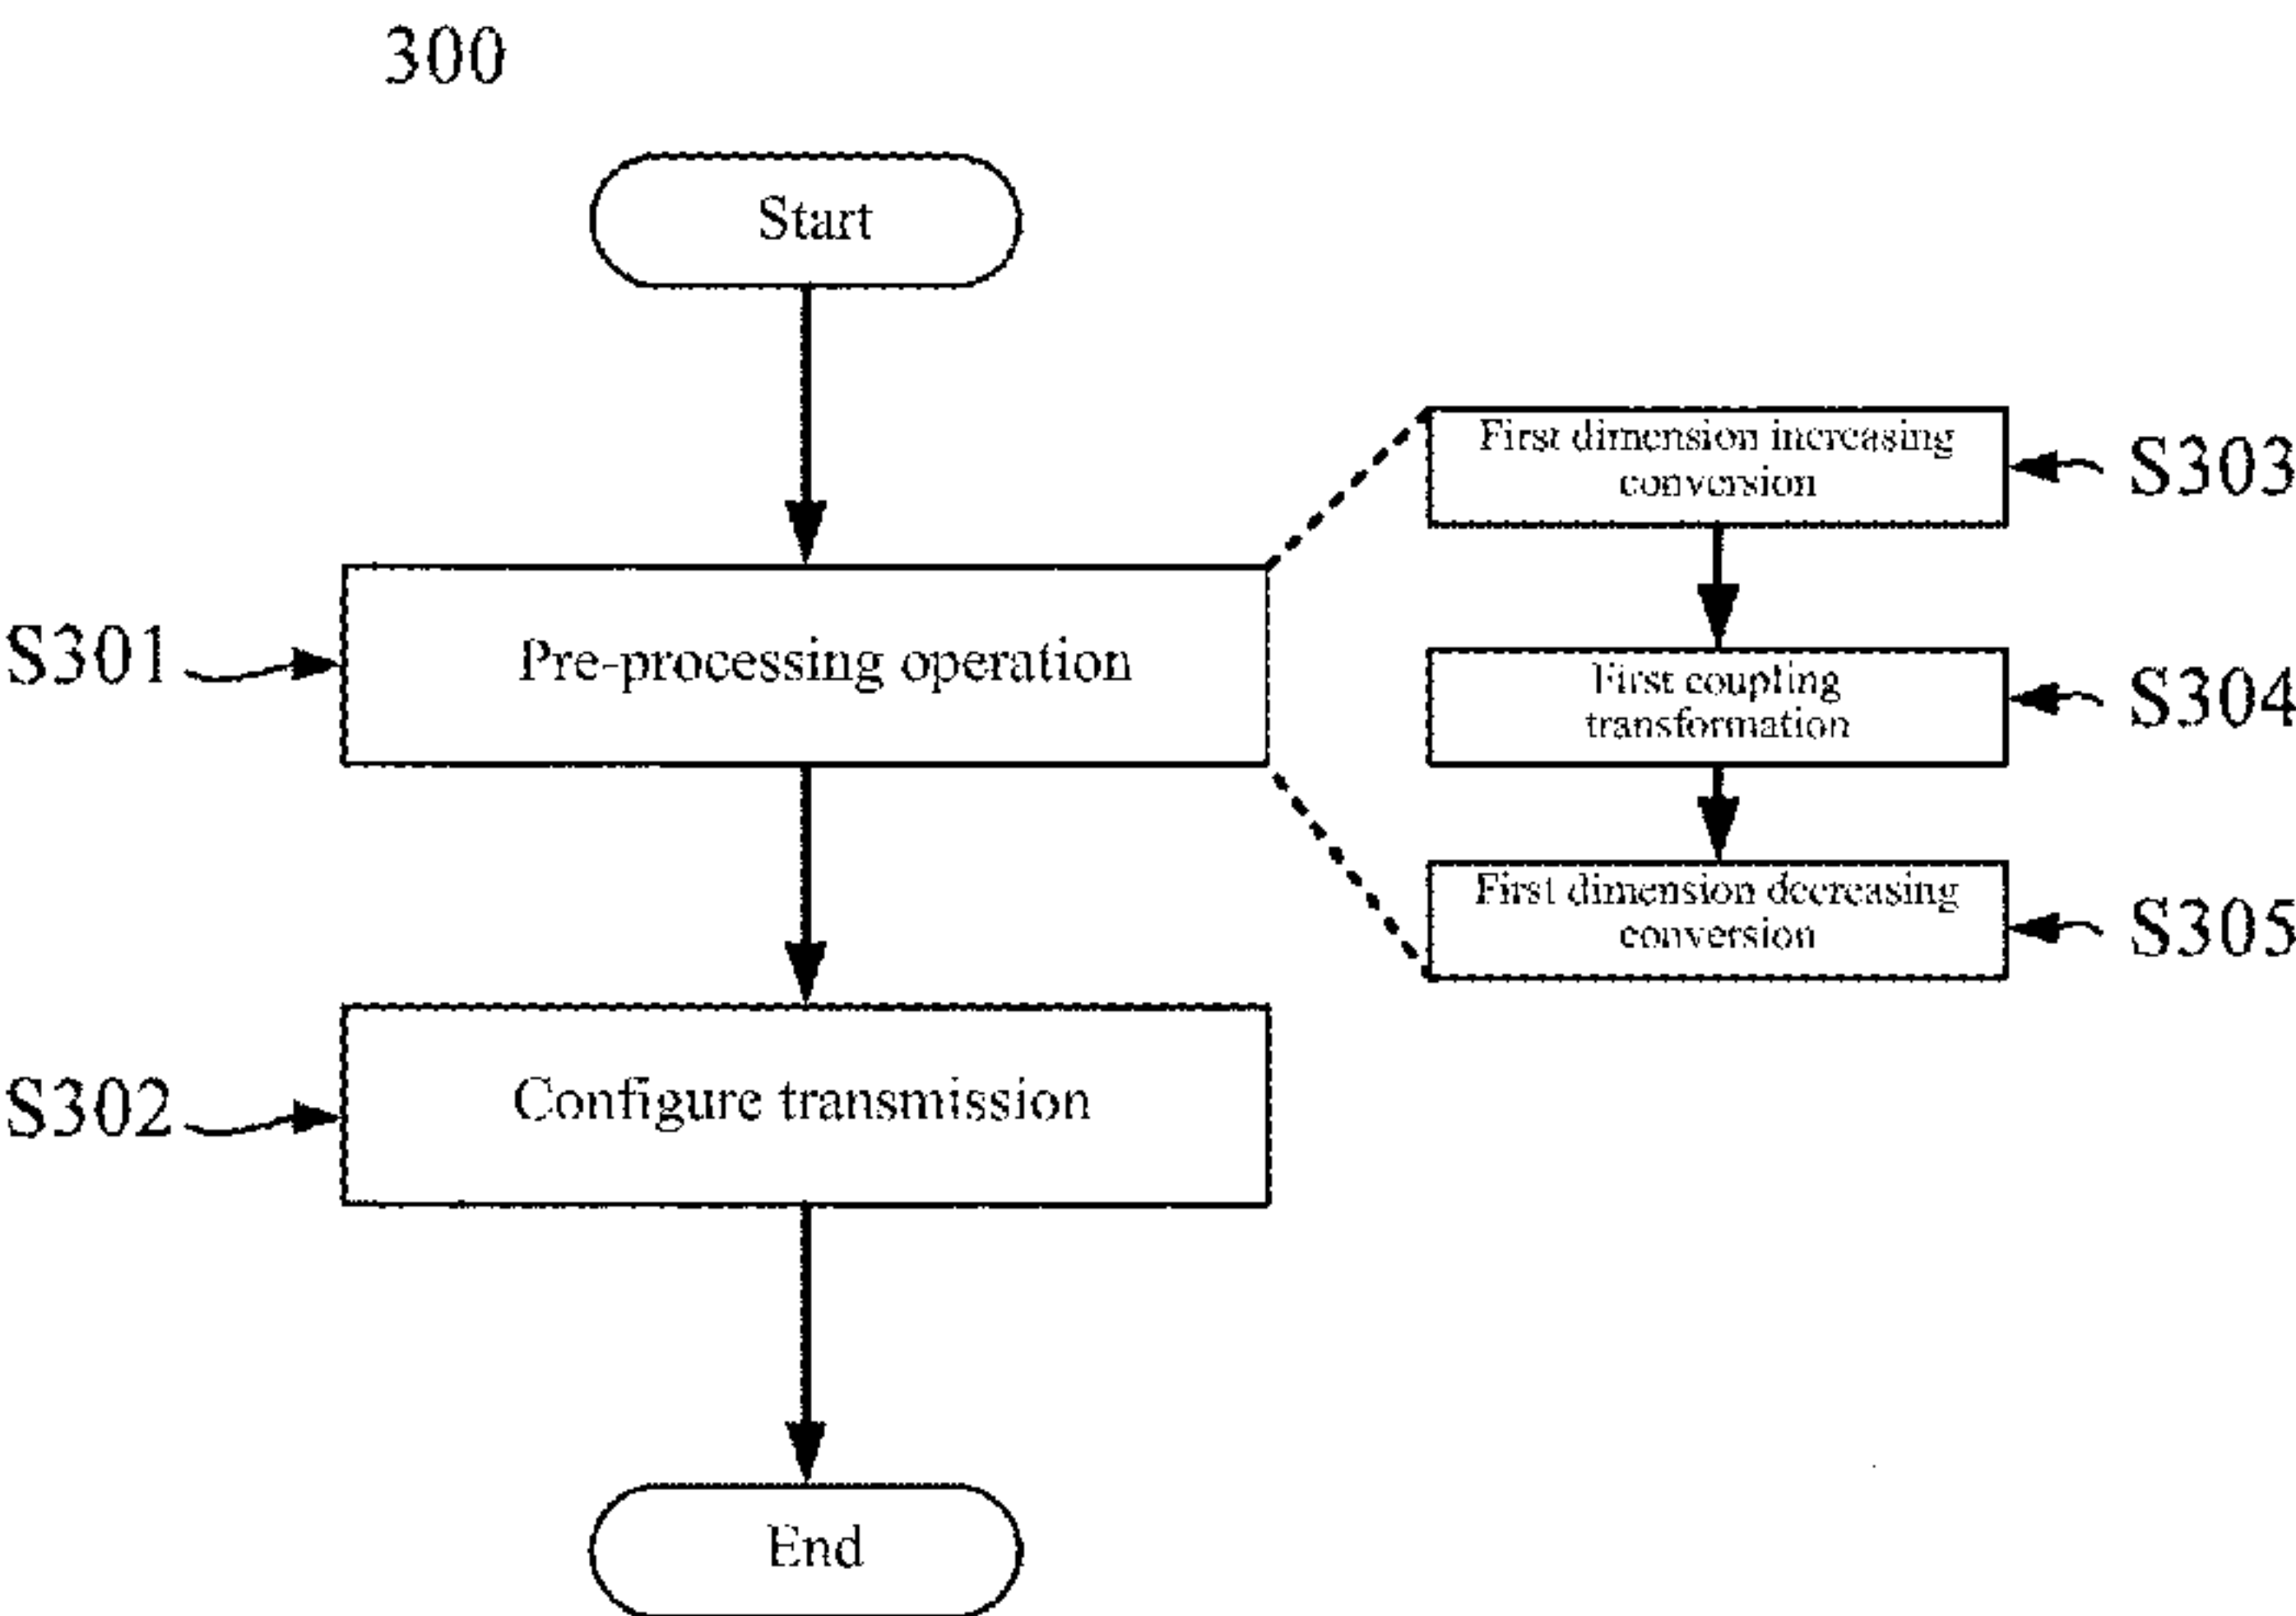 300
Start
First dimension increasing
conversion
S303
S301
Pre-processing operation
First coupling
transformation
S304
First dimension decreasing
conversion
S305
S302
Configure transmission
End